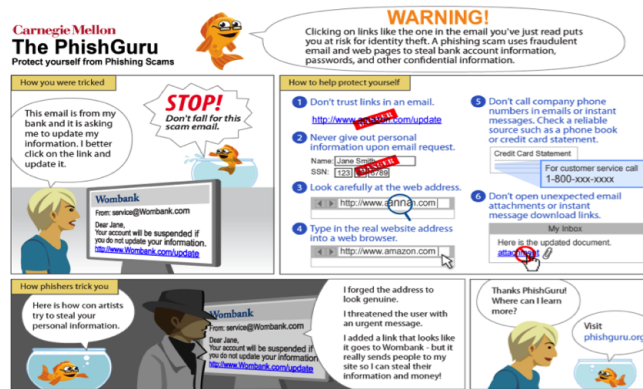 Carnegie Mellon
The PhishGuru
Protect yourself from Phishing Scams
WARNING!
Clicking on links like the one in the email you've just read puts
you at risk for identity theft. A phishing scam uses fraudulent
email and web pages to steal bank account information,
passwords, and other confidential information.
How you were tricked
This email is from my
bank and it is asking
me to update my
information. I better
click on the link and
update it.
STOP!
Don't fall for this
scam email.
Wombank
From: service@Wombank.com
Dear Jane,
Your account will be suspended if
you do not update your information.
http://www.Wombank.com/update
How to help protect yourself
1 Don't trust links in an email.
http://www. .com/update
DANGER
2 Never give out personal
information upon email request.
Name: Jane Smith
SSN: 123 6789
DANGER
3 Look carefully at the web address.
http://www.a anna .com
4 Type in the real website address
into a web browser.
http://www.amazon.com
5 Don't call company phone
numbers in emails or instant
messages. Check a reliable
source such as a phone book
or credit card statement.
Credit Card Statement
For customer service call
1-800-xxx-xxxx
6 Don't open unexpected email
attachments or instant
message download links.
My Inbox
Here is the updated document.
attachment
How phishers trick you
Here is how con artists
try to steal your
personal information.
Wombank
From: service@Wombank.com
Dear Jane,
Your account will be suspended if
you do not update your information
http://www.Wombank.com/update
I forged the address to
look genuine.
I threatened the user with
an urgent message.
I added a link that looks like
it goes to Wombank - but it
really sends people to my
site so I can steal their
information and money!
Thanks PhishGuru!
Where can I learn
more?
Visit
phishguru.org